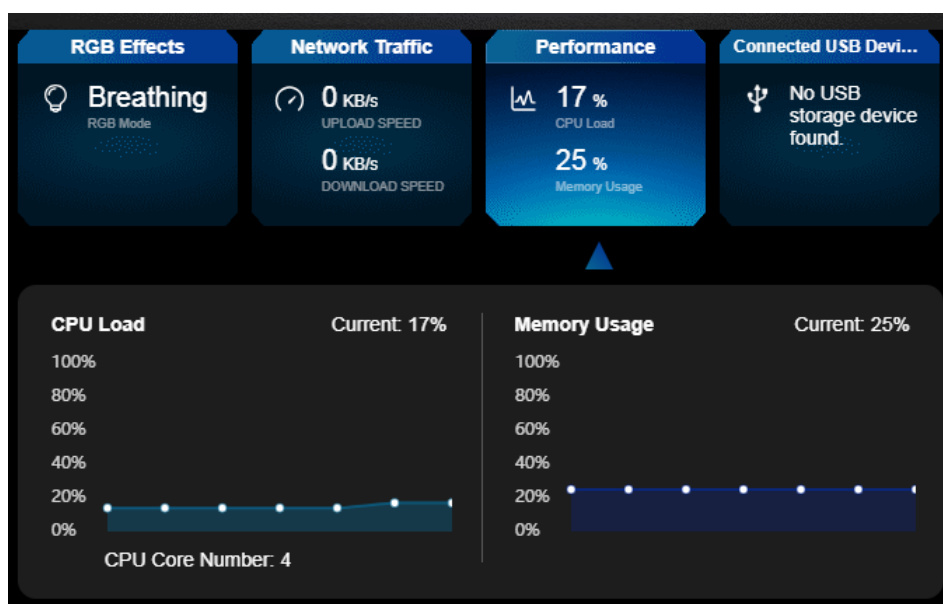 RGB Effects
Breathing
RGB Mode
Network Traffic
0 KB/s
UPLOAD SPEED
0 KB/s
DOWNLOAD SPEED
Performance
17 %
CPU Load
25 %
Memory Usage
Connected USB Devi...
No USB
storage device
found.
CPU Load
Current: 17%
100%
80%
60%
40%
20%
0%
CPU Core Number: 4
Memory Usage
Current: 25%
100%
80%
60%
40%
20%
0%